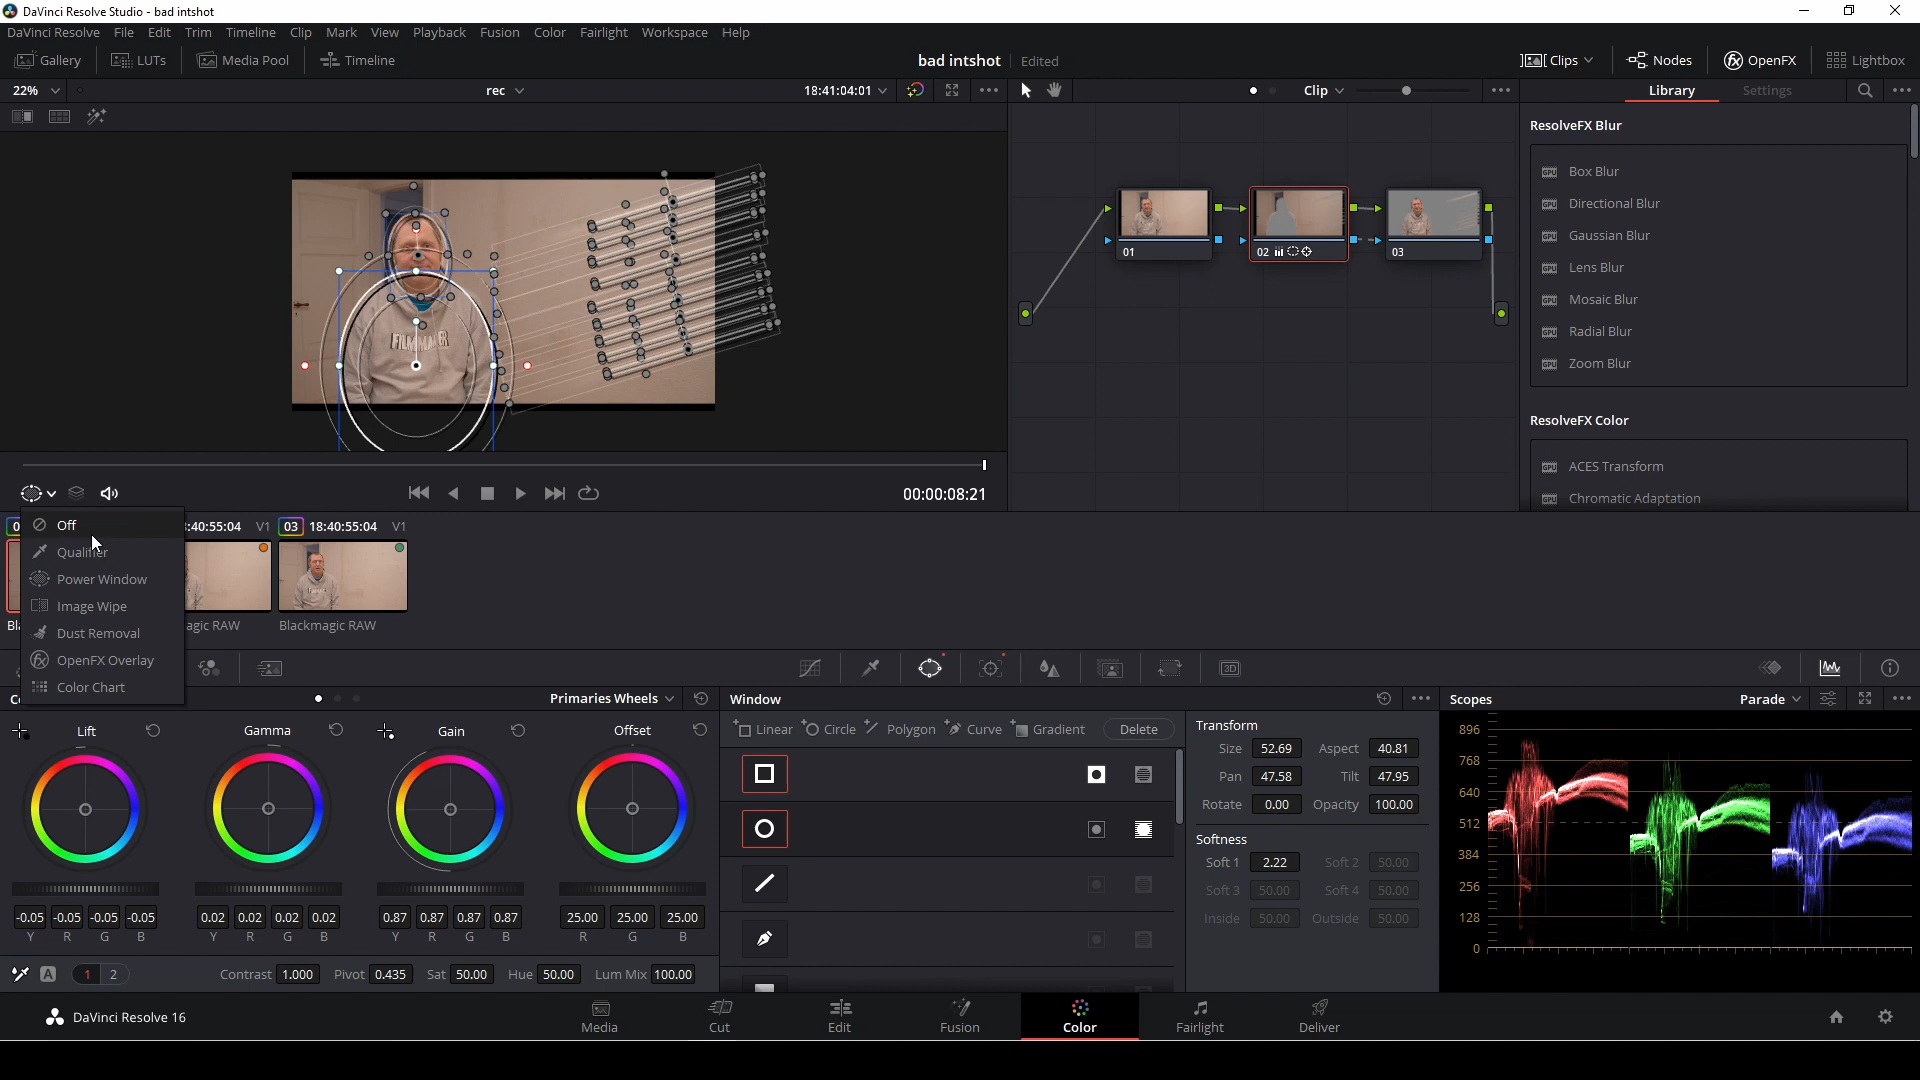 DaVinci Resolve Studio - bad intshot
DaVinci Resolve File Edit Trim Timeline Clip Mark View Playback Fusion Color Fairlight Workspace Help
Gallery LUTs Media Pool Timeline bad intshot Edited Clips Nodes OpenFX Lightbox
22% rec 18:41:04:01 Clip Library Settings
ResolveFX Blur
Box Blur
Directional Blur
Gaussian Blur
Lens Blur
Mosaic Blur
Radial Blur
Zoom Blur
ResolveFX Color
ACES Transform
Chromatic Adaptation
01 02 03
FILMMAKER
00:00:08:21
Off
Qualifier
Power Window
Image Wipe
Dust Removal
OpenFX Overlay
Color Chart
:40:55:04 V1 03 18:40:55:04 V1
agic RAW Blackmagic RAW
Primaries Wheels Window Scopes Parade
Lift Gamma Gain Offset
Linear Circle Polygon Curve Gradient Delete
Transform
Size 52.69 Aspect 40.81
Pan 47.58 Tilt 47.95
Rotate 0.00 Opacity 100.00
Softness
Soft 1 2.22 Soft 2 50.00
Soft 3 50.00 Soft 4 50.00
Inside 50.00 Outside 50.00
896
768
640
512
384
256
128
0
-0.05 -0.05 -0.05 -0.05 0.02 0.02 0.02 0.02 0.87 0.87 0.87 0.87 25.00 25.00 25.00
Y R G B Y R G B Y R G B R G B
A 1 2 Contrast 1.000 Pivot 0.435 Sat 50.00 Hue 50.00 Lum Mix 100.00
DaVinci Resolve 16 Media Cut Edit Fusion Color Fairlight Deliver